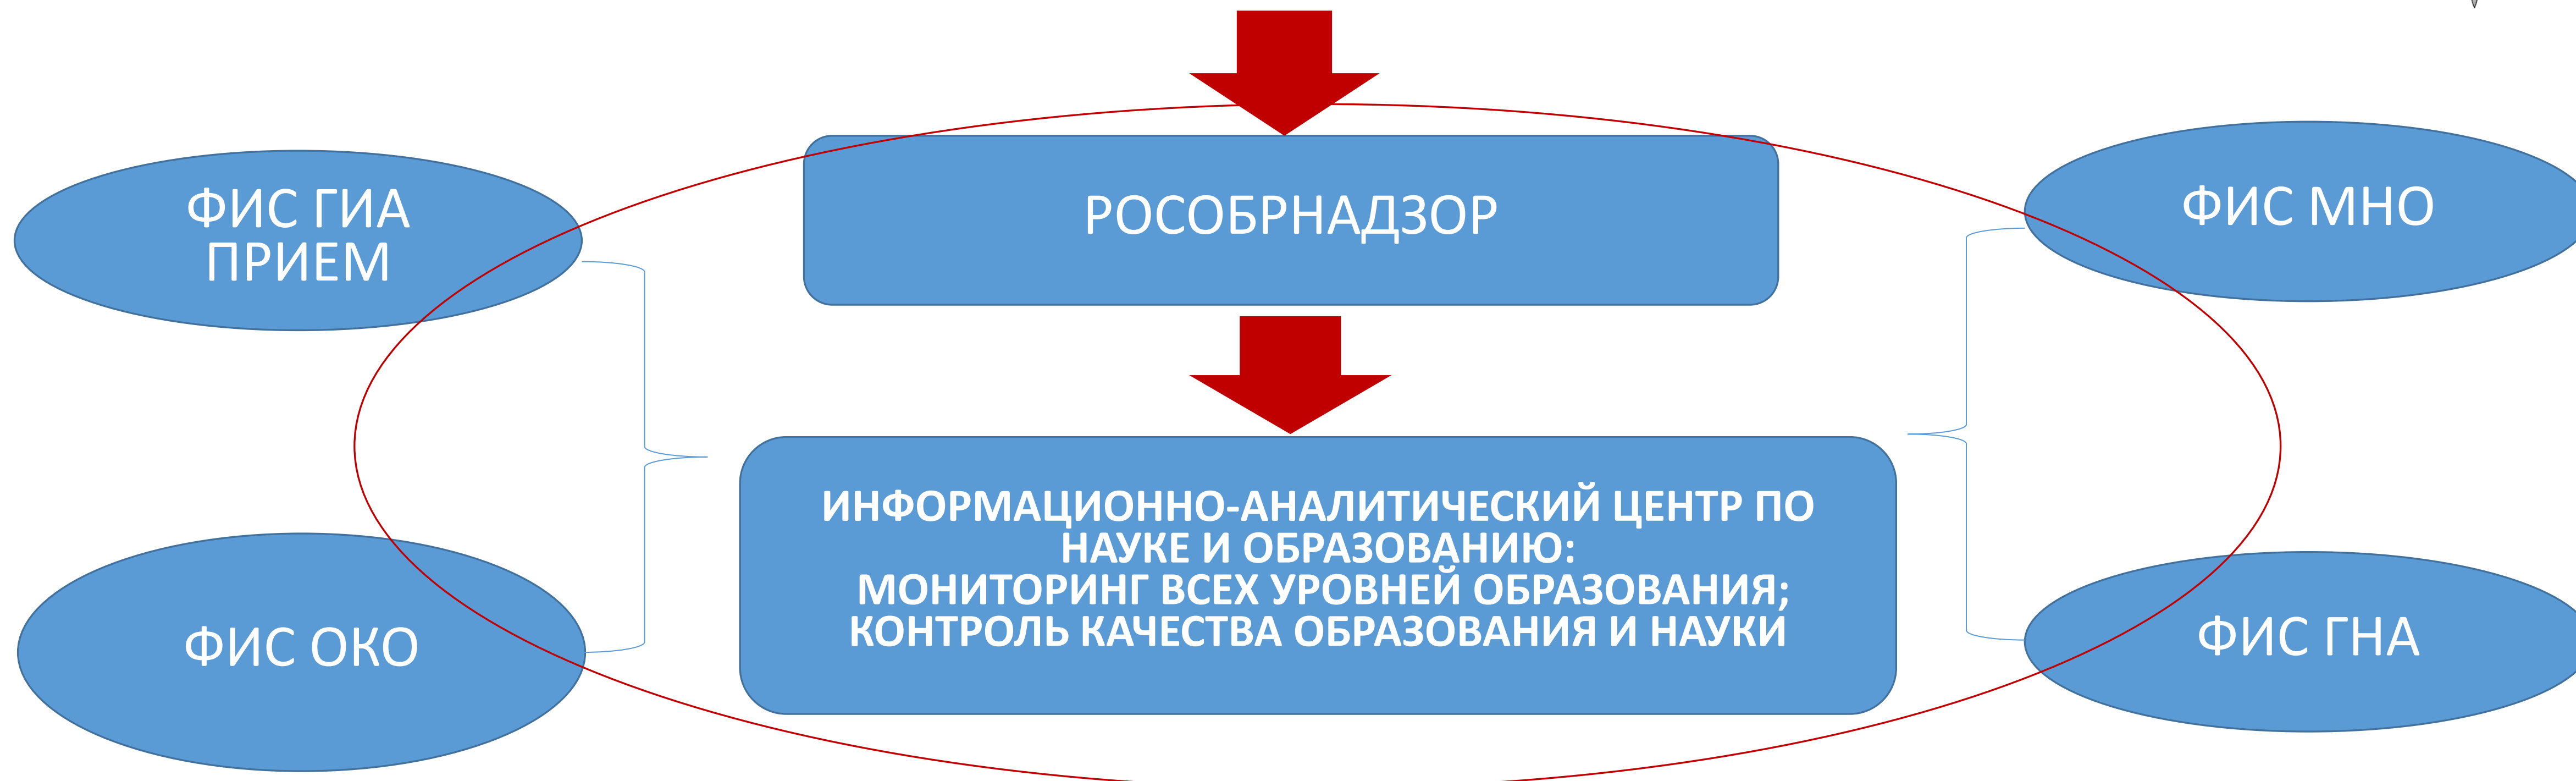 ФИС ГИА
ПРИЕМ
РОСОБРНАДЗОР
ФИС МНО
ИНФОРМАЦИОННО-АНАЛИТИЧЕСКИЙ ЦЕНТР ПО
НАУКЕ И ОБРАЗОВАНИЮ:
МОНИТОРИНГ ВСЕХ УРОВНЕЙ ОБРАЗОВАНИЯ;
КОНТРОЛЬ КАЧЕСТВА ОБРАЗОВАНИЯ И НАУКИ
ФИС ОКО
ФИС ГНА